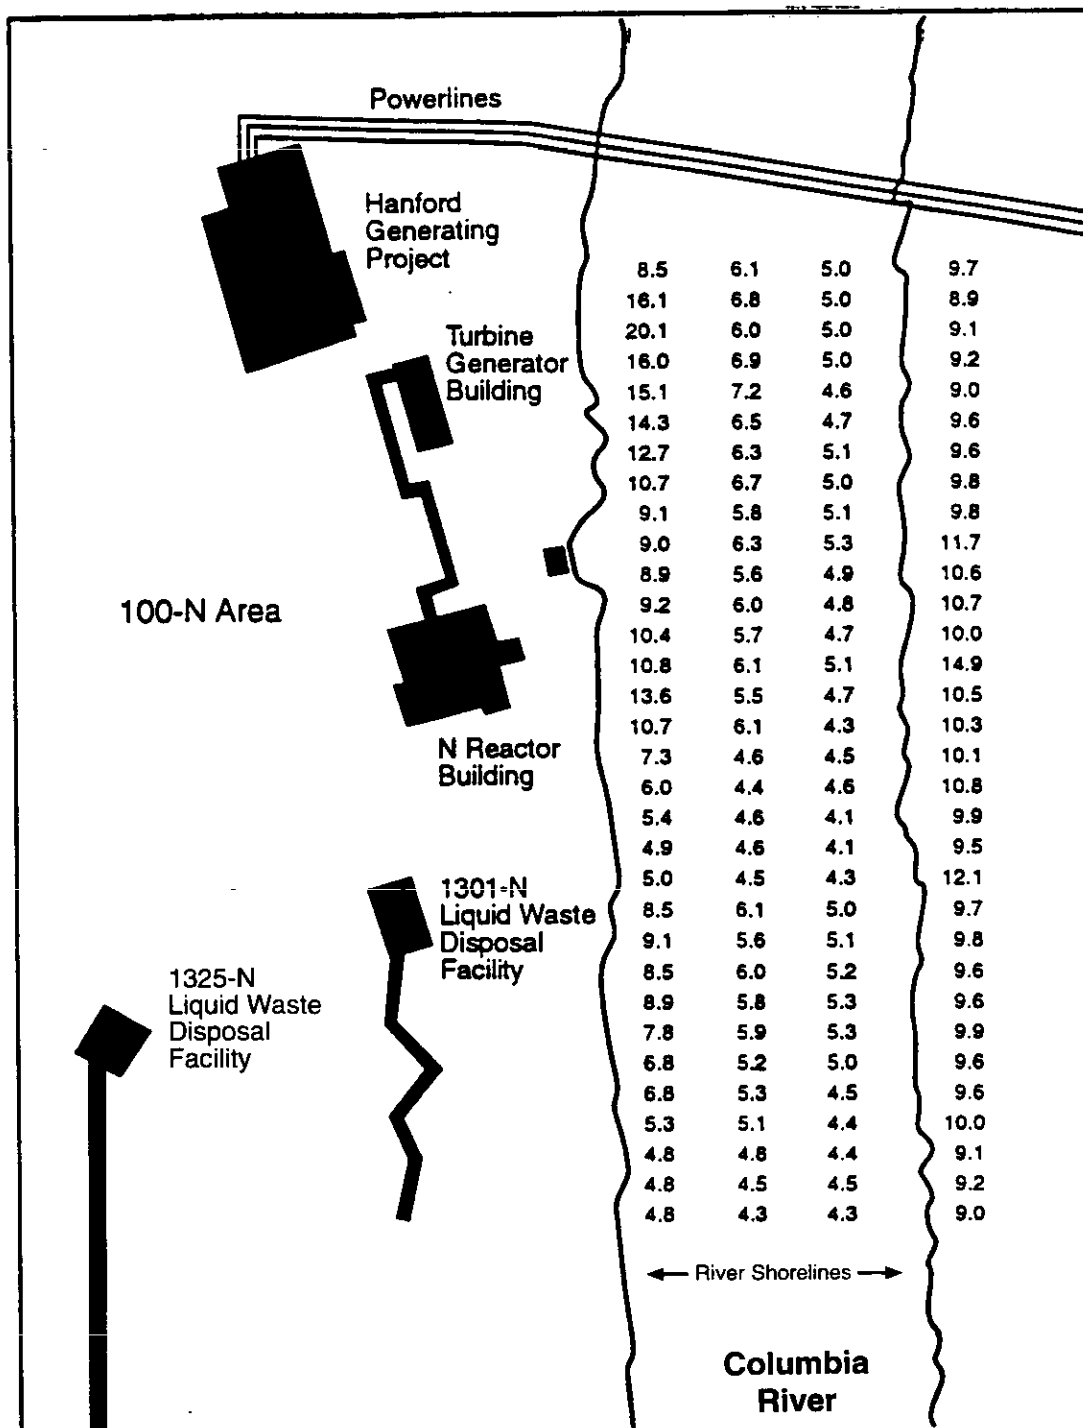 Powerlines
Hanford
Generating
Project
Turbine
Generator
Building
100-N Area
N Reactor
Building
1301-N
Liquid Waste
Disposal
Facility
1325-N
Liquid Waste
Disposal
Facility
8.5 6.1 5.0 9.7
16.1 6.8 5.0 8.9
20.1 6.0 5.0 9.1
16.0 6.9 5.0 9.2
15.1 7.2 4.6 9.0
14.3 6.5 4.7 9.6
12.7 6.3 5.1 9.6
10.7 6.7 5.0 9.8
9.1 5.8 5.1 9.8
9.0 6.3 5.3 11.7
8.9 5.6 4.9 10.6
9.2 6.0 4.8 10.7
10.4 5.7 4.7 10.0
10.8 6.1 5.1 14.9
13.6 5.5 4.7 10.5
10.7 6.1 4.3 10.3
7.3 4.6 4.5 10.1
6.0 4.4 4.6 10.8
5.4 4.6 4.1 9.9
4.9 4.6 4.1 9.5
5.0 4.5 4.3 12.1
8.5 6.1 5.0 9.7
9.1 5.6 5.1 9.8
8.5 6.0 5.2 9.6
8.9 5.8 5.3 9.6
7.8 5.9 5.3 9.9
6.8 5.2 5.0 9.6
6.8 5.3 4.5 9.6
5.3 5.1 4.4 10.0
4.8 4.8 4.4 9.1
4.8 4.5 4.5 9.2
4.8 4.3 4.3 9.0
River Shorelines
Columbia
River